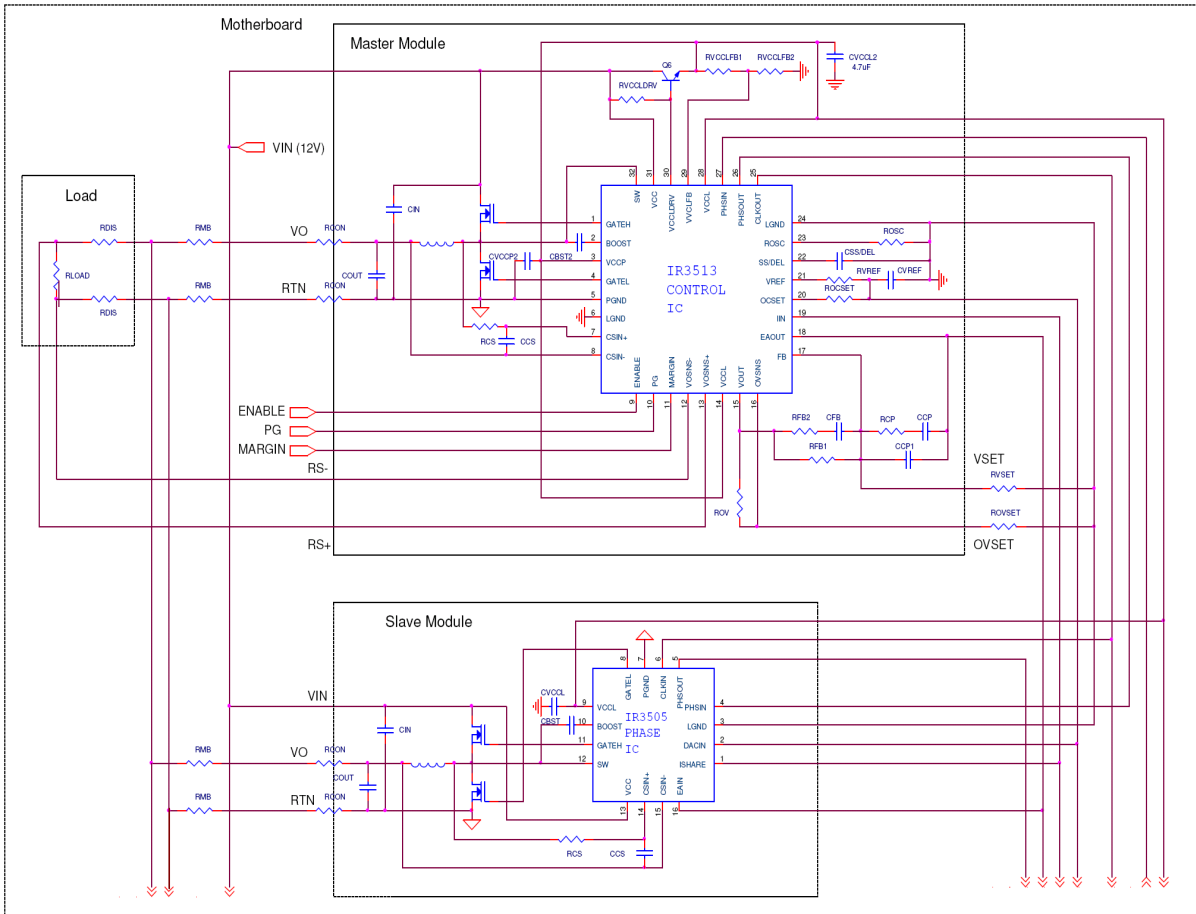 Motherboard
Master Module
Q6
RVCCLFB1
RVCCLFB2
CVCCL2
4.7uF
RVCCLDRV
VIN (12V)
Load
RDIS
RMB
VO
RCON
CIN
RLOAD
COUT
RTN
RDIS
RMB
RCON
CVCCP2
CBST2
RCS
CCS
IR3513
CONTROL
IC
32
31
30
29
28
27
26
25
SW
VCC
VCCLDRV
VVCLFB
VCCL
PHSIN
PHSOUT
CLKOUT
1
GATEH
2
BOOST
3
VCCP
4
GATEL
5
PGND
6
LGND
7
CSIN+
8
CSIN-
LGND
24
ROSC
23
SS/DEL
22
VREF
21
OCSET
20
IIN
19
EAOUT
18
FB
17
ENABLE
PG
MARGIN
VOSNS-
VOSNS+
VCCL
VOUT
OVSNS
9
10
11
12
13
14
15
16
ROSC
CSS/DEL
RVREF
CVREF
ROCSET
ENABLE
PG
MARGIN
RS-
RS+
RFB2
CFB
RCP
CCP
RFB1
CCP1
ROV
VSET
RVSET
ROVSET
OVSET
Slave Module
VIN
CIN
VO
RMB
RCON
COUT
RTN
RMB
RCON
CVCCL
CBST
IR3505
PHASE
IC
8
7
6
5
GATEL
PGND
CLKIN
PHSOUT
9
VCCL
10
BOOST
11
GATEH
12
SW
PHSIN
4
LGND
3
DACIN
2
ISHARE
1
VCC
CSIN+
CSIN-
EAIN
13
14
15
16
RCS
CCS